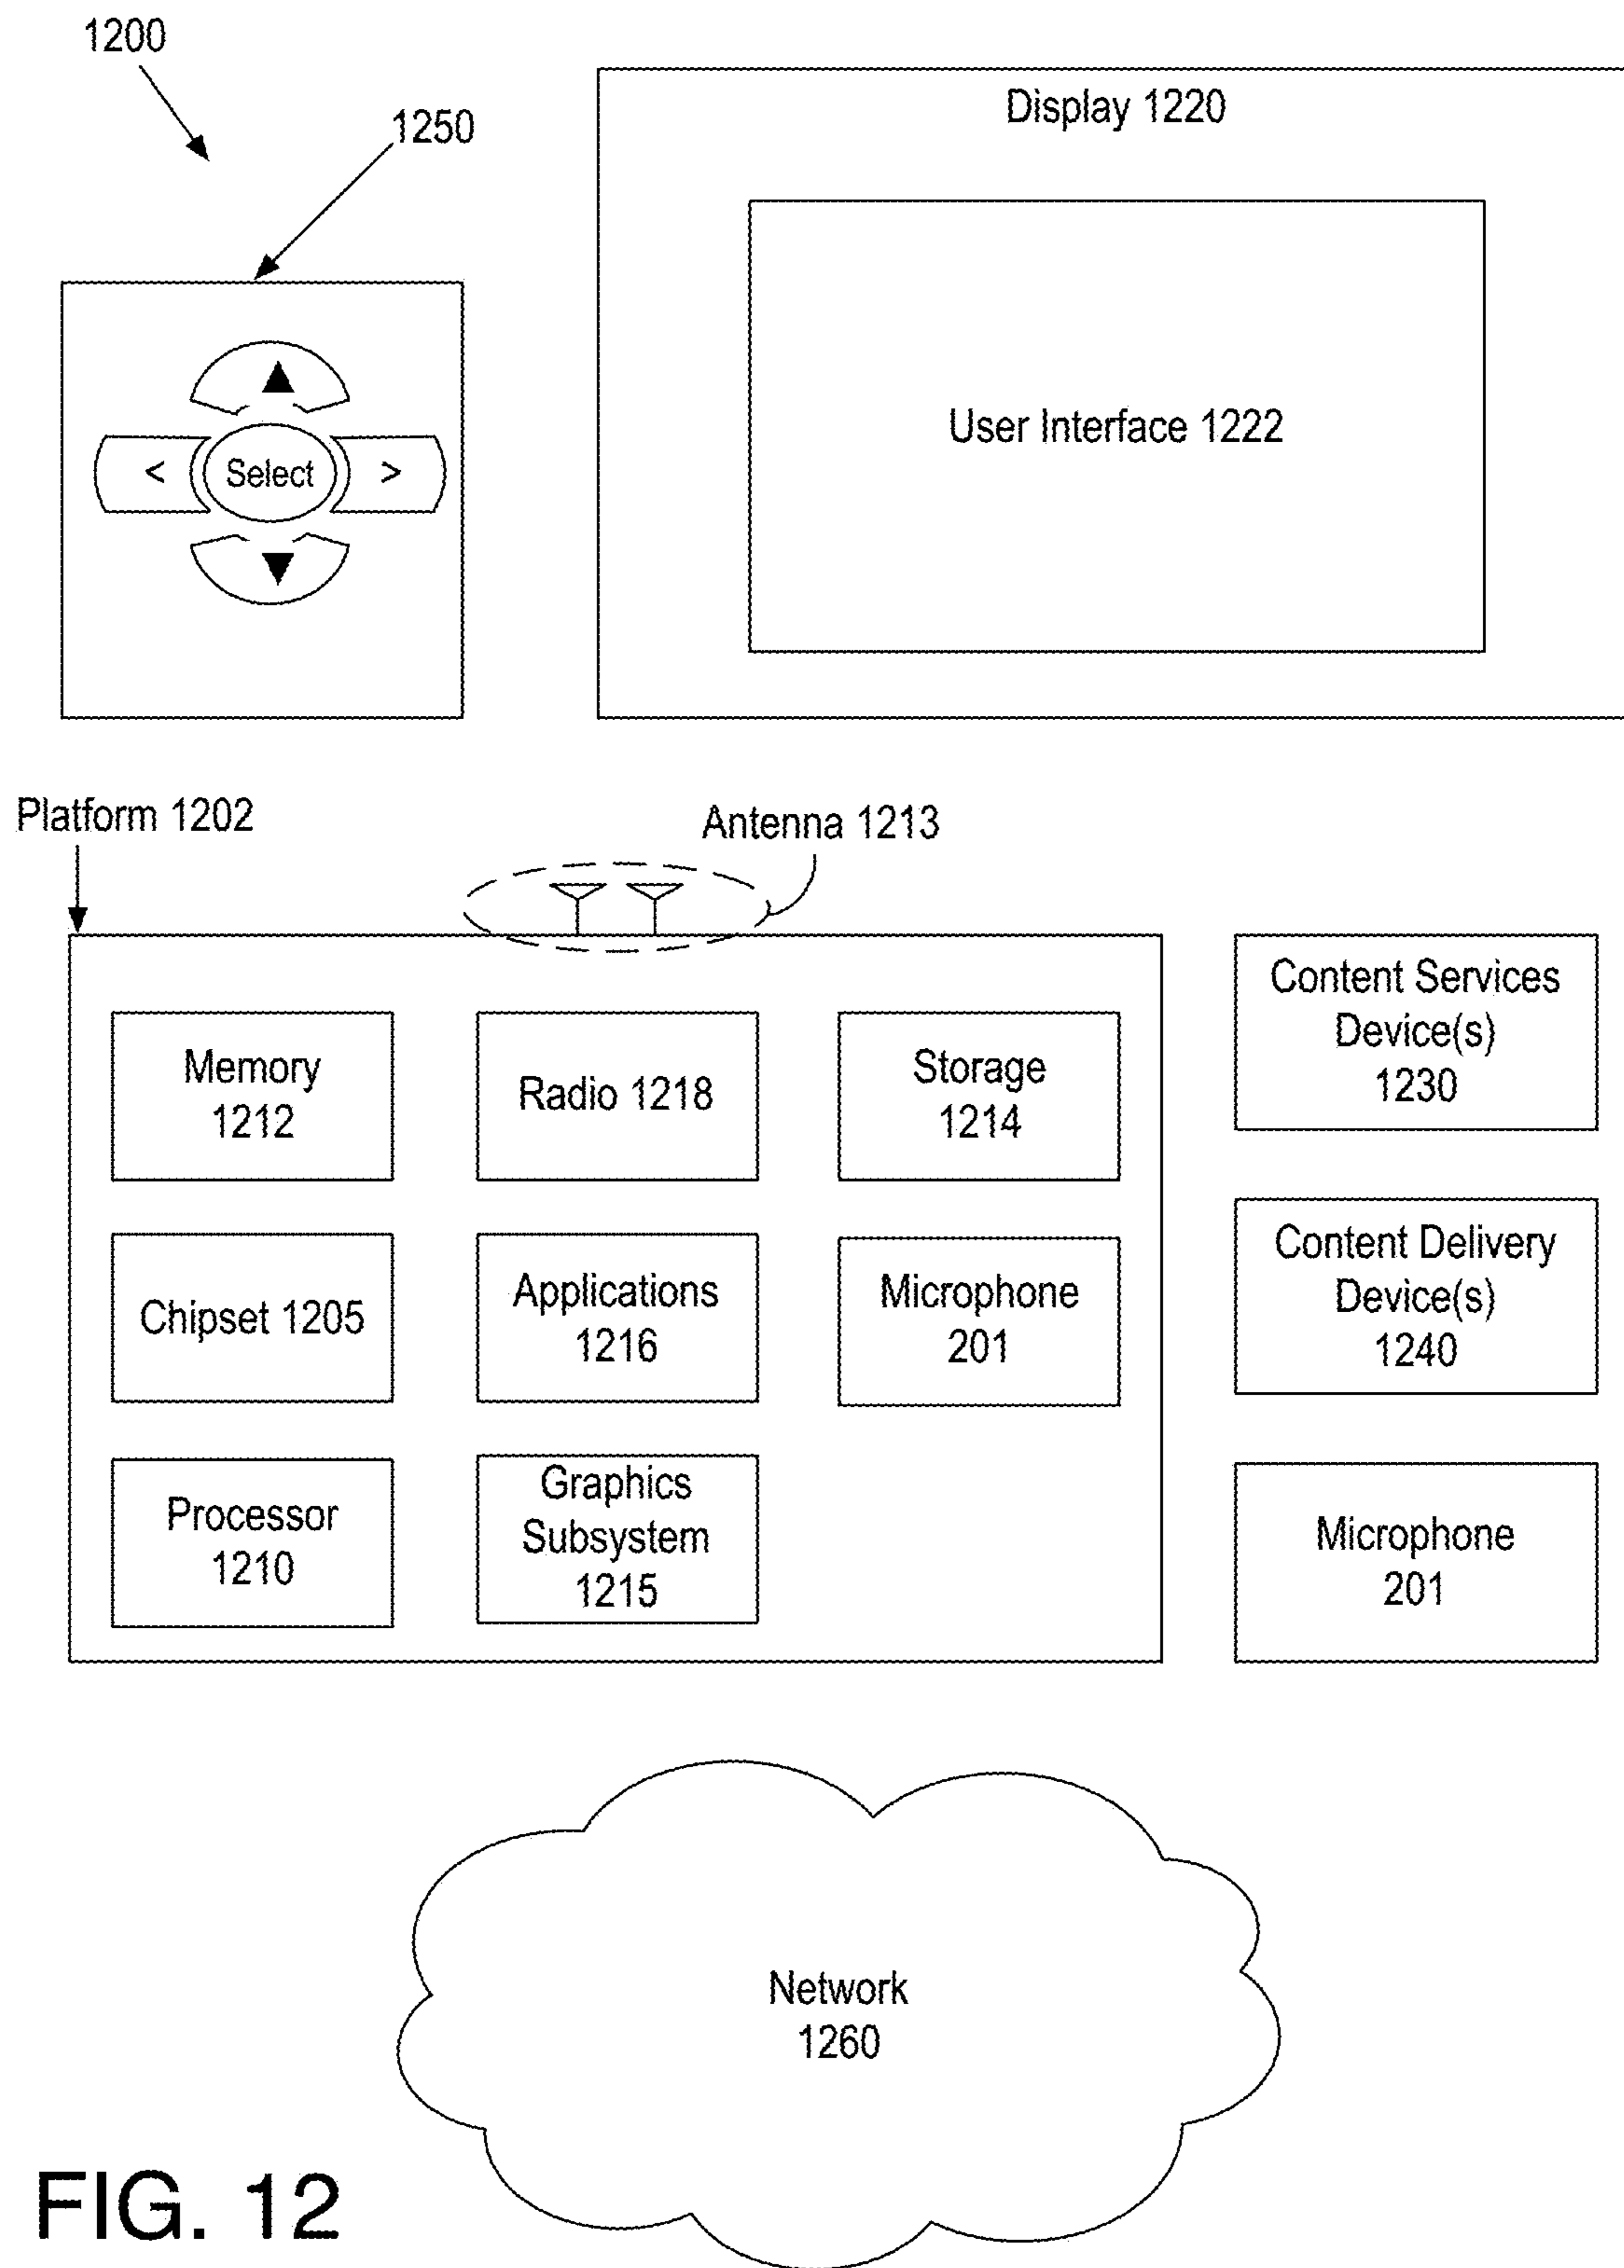 1200
1250
Display 1220
User Interface 1222
<
Select
>
Platform 1202
Antenna 1213
Memory
1212
Radio 1218
Storage
1214
Content Services
Device(s)
1230
Chipset 1205
Applications
1216
Microphone
201
Content Delivery
Device(s)
1240
Processor
1210
Graphics
Subsystem
1215
Microphone
201
Network
1260
FIG. 12